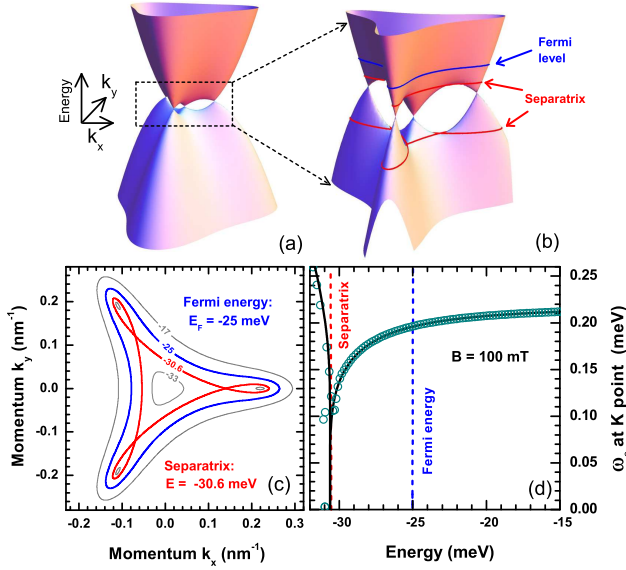 Energy
k_y
k_x
(a)
Fermi
level
Separatrix
(b)
Momentum k_y (nm⁻¹)
0.2
0.1
0.0
-0.1
-0.2
-0.2
-0.1
0.0
0.1
0.2
0.3
Momentum k_x (nm⁻¹)
Fermi energy:
E_F = -25 meV
-17
-25
-30.6
-33
Separatrix:
E = -30.6 meV
(c)
Separatrix
Fermi energy
B = 100 mT
(d)
0.25
0.20
0.15
0.10
0.05
0.00
-30
-25
-20
-15
Energy (meV)
at K point
(meV)